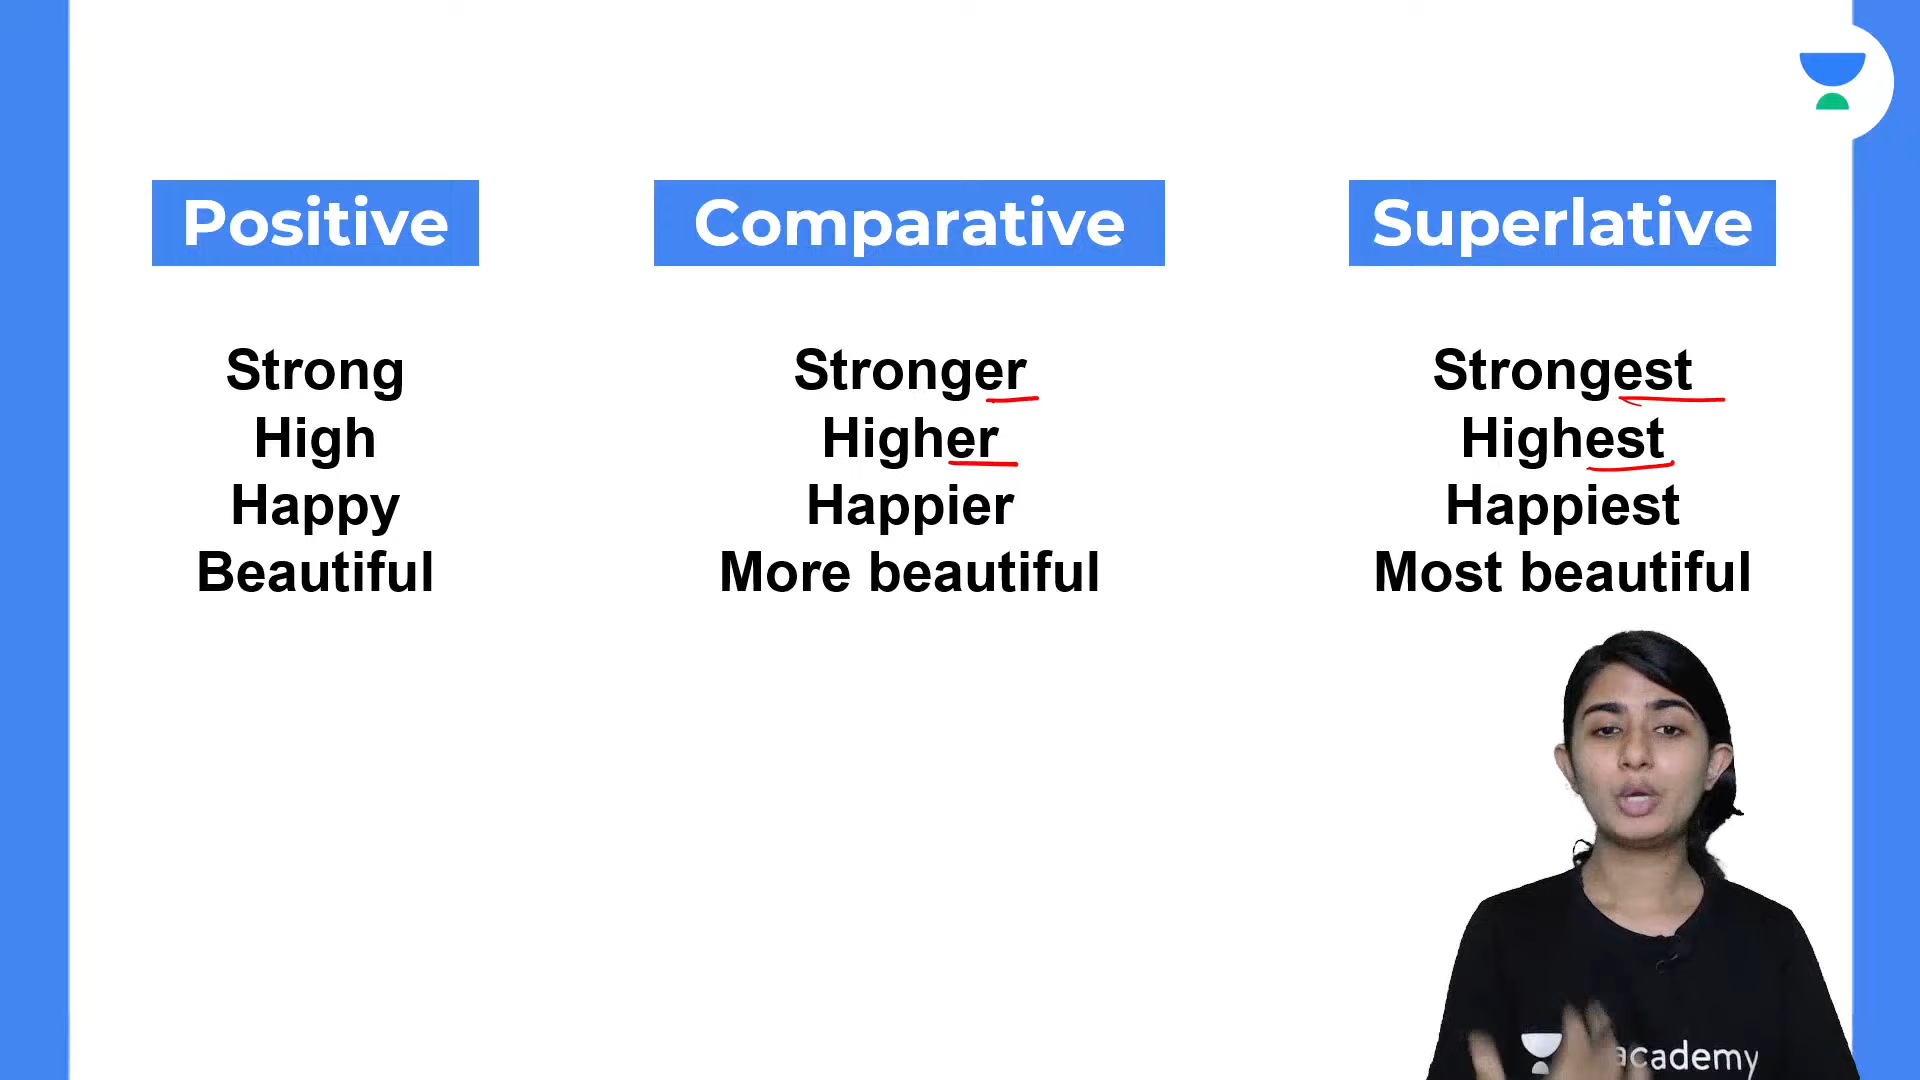 Positive Comparative Superlative
Strong Stronger Strongest
High Higher Highest
Happy Happier Happiest
Beautiful More beautiful Most beautiful
academy